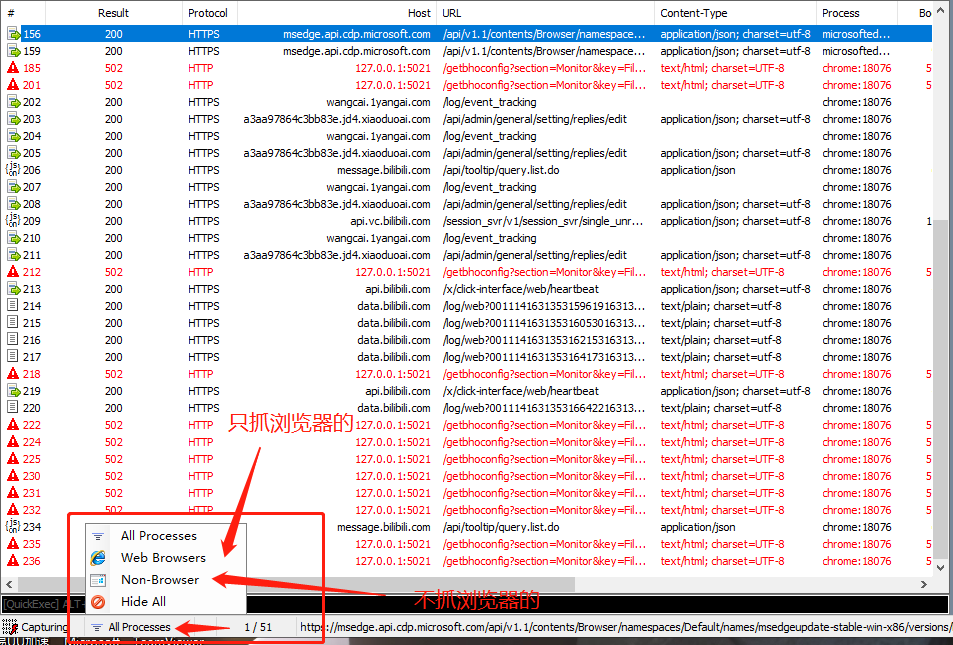 # Result Protocol Host URL Content-Type Process Bo
156 200 HTTPS msedge.api.cdp.microsoft.com /api/v1.1/contents/Browser/namespace... application/json; charset=utf-8 microsofted...
159 200 HTTPS msedge.api.cdp.microsoft.com /api/v1.1/contents/Browser/namespace... application/json; charset=utf-8 microsofted...
185 502 HTTP 127.0.0.1:5021 /getbhoconfig?section=Monitor&key=Fil... text/html; charset=UTF-8 chrome:18076 5
201 502 HTTP 127.0.0.1:5021 /getbhoconfig?section=Monitor&key=Fil... text/html; charset=UTF-8 chrome:18076 5
202 200 HTTPS wangcai.1yangai.com /log/event_tracking chrome:18076
203 200 HTTPS a3aa97864c3bb83e.jd4.xiaoduoai.com /api/admin/general/setting/replies/edit application/json; charset=utf-8 chrome:18076
204 200 HTTPS wangcai.1yangai.com /log/event_tracking chrome:18076
205 200 HTTPS a3aa97864c3bb83e.jd4.xiaoduoai.com /api/admin/general/setting/replies/edit application/json; charset=utf-8 chrome:18076
206 200 HTTPS message.bilibili.com /api/tooltip/query.list.do application/json chrome:18076
207 200 HTTPS wangcai.1yangai.com /log/event_tracking chrome:18076
208 200 HTTPS a3aa97864c3bb83e.jd4.xiaoduoai.com /api/admin/general/setting/replies/edit application/json; charset=utf-8 chrome:18076
209 200 HTTPS api.vc.bilibili.com /session_svr/v1/session_svr/single_unr... application/json; charset=utf-8 chrome:18076 1
210 200 HTTPS wangcai.1yangai.com /log/event_tracking chrome:18076
211 200 HTTPS a3aa97864c3bb83e.jd4.xiaoduoai.com /api/admin/general/setting/replies/edit application/json; charset=utf-8 chrome:18076
212 502 HTTP 127.0.0.1:5021 /getbhoconfig?section=Monitor&key=Fil... text/html; charset=UTF-8 chrome:18076 5
213 200 HTTPS api.bilibili.com /x/click-interface/web/heartbeat application/json; charset=utf-8 chrome:18076
214 200 HTTPS data.bilibili.com /log/web?001114163135315961916313... text/plain; charset=utf-8 chrome:18076
215 200 HTTPS data.bilibili.com /log/web?001114163135316053016313... text/plain; charset=utf-8 chrome:18076
216 200 HTTPS data.bilibili.com /log/web?001114163135316215316313... text/plain; charset=utf-8 chrome:18076
217 200 HTTPS data.bilibili.com /log/web?001114163135316417316313... text/plain; charset=utf-8 chrome:18076
218 502 HTTP 127.0.0.1:5021 /getbhoconfig?section=Monitor&key=Fil... text/html; charset=UTF-8 chrome:18076 5
219 200 HTTPS api.bilibili.com /x/click-interface/web/heartbeat application/json; charset=utf-8 chrome:18076
220 200 HTTPS data.bilibili.com /log/web?001114163135316642216313... text/plain; charset=utf-8 chrome:18076
222 502 HTTP 127.0.0.1:5021 /getbhoconfig?section=Monitor&key=Fil... text/html; charset=UTF-8 chrome:18076 5
只抓浏览器的
224 502 HTTP 127.0.0.1:5021 /getbhoconfig?section=Monitor&key=Fil... text/html; charset=UTF-8 chrome:18076 5
225 502 HTTP 127.0.0.1:5021 /getbhoconfig?section=Monitor&key=Fil... text/html; charset=UTF-8 chrome:18076 5
230 502 HTTP 127.0.0.1:5021 /getbhoconfig?section=Monitor&key=Fil... text/html; charset=UTF-8 chrome:18076 5
231 502 HTTP 127.0.0.1:5021 /getbhoconfig?section=Monitor&key=Fil... text/html; charset=UTF-8 chrome:18076 5
232 502 HTTP 127.0.0.1:5021 /getbhoconfig?section=Monitor&key=Fil... text/html; charset=UTF-8 chrome:18076 5
234 message.bilibili.com /api/tooltip/query.list.do application/json chrome:18076
235 127.0.0.1:5021 /getbhoconfig?section=Monitor&key=Fil... text/html; charset=UTF-8 chrome:18076 5
236 127.0.0.1:5021 /getbhoconfig?section=Monitor&key=Fil... text/html; charset=UTF-8 chrome:18076 5
All Processes
Web Browsers
Non-Browser
Hide All
不抓浏览器的
[QuickExec] ALT-
Capturing All Processes 1 / 51 https://msedge.api.cdp.microsoft.com/api/v1.1/contents/Browser/namespaces/Default/names/msedgeupdate-stable-win-x86/versions/